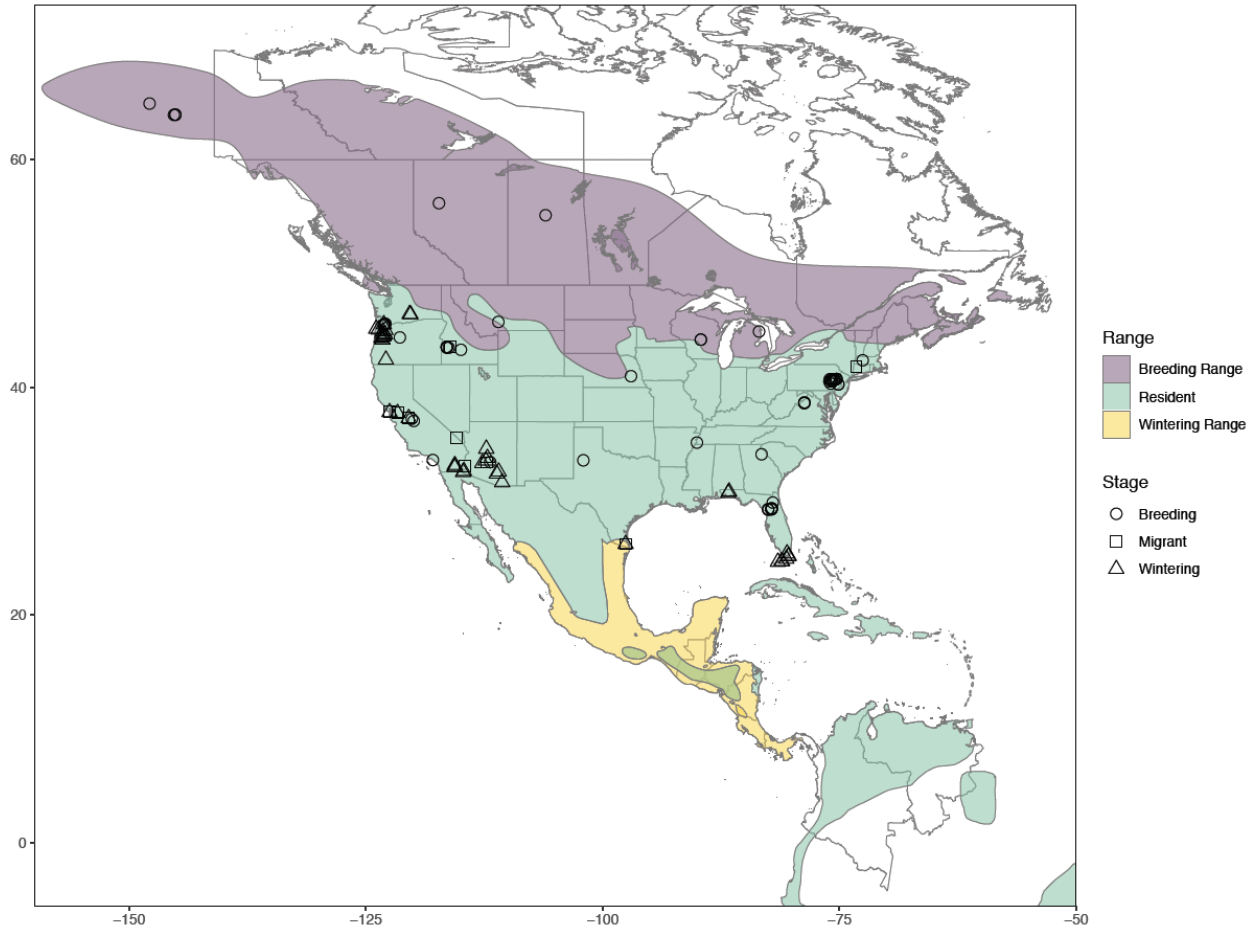 60
40
20
0
−150
−125
−100
−75
−50
Range
Breeding Range
Resident
Wintering Range
Stage
Breeding
Migrant
Wintering